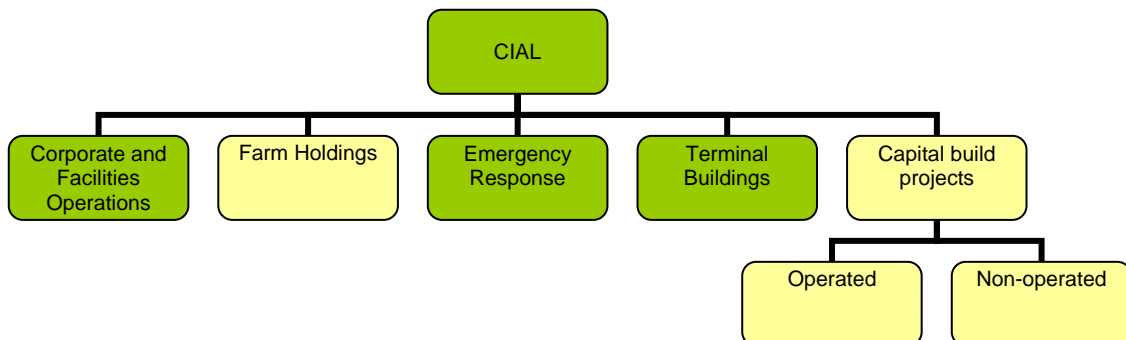 CIAL
Corporate and
Facilities
Operations
Farm Holdings
Emergency
Response
Terminal
Buildings
Capital build
projects
Operated
Non-operated